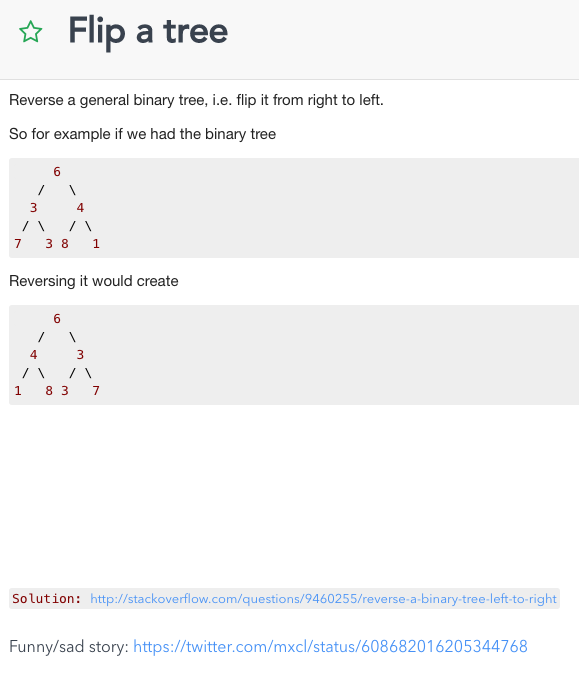 Flip a tree
Reverse a general binary tree, i.e. flip it from right to left.
So for example if we had the binary tree
     6
   /   \
  3     4
 / \   / \
7   3 8   1
Reversing it would create
     6
   /   \
  4     3
 / \   / \
1   8 3   7
Solution: http://stackoverflow.com/questions/9460255/reverse-a-binary-tree-left-to-right
Funny/sad story: https://twitter.com/mxcl/status/608682016205344768